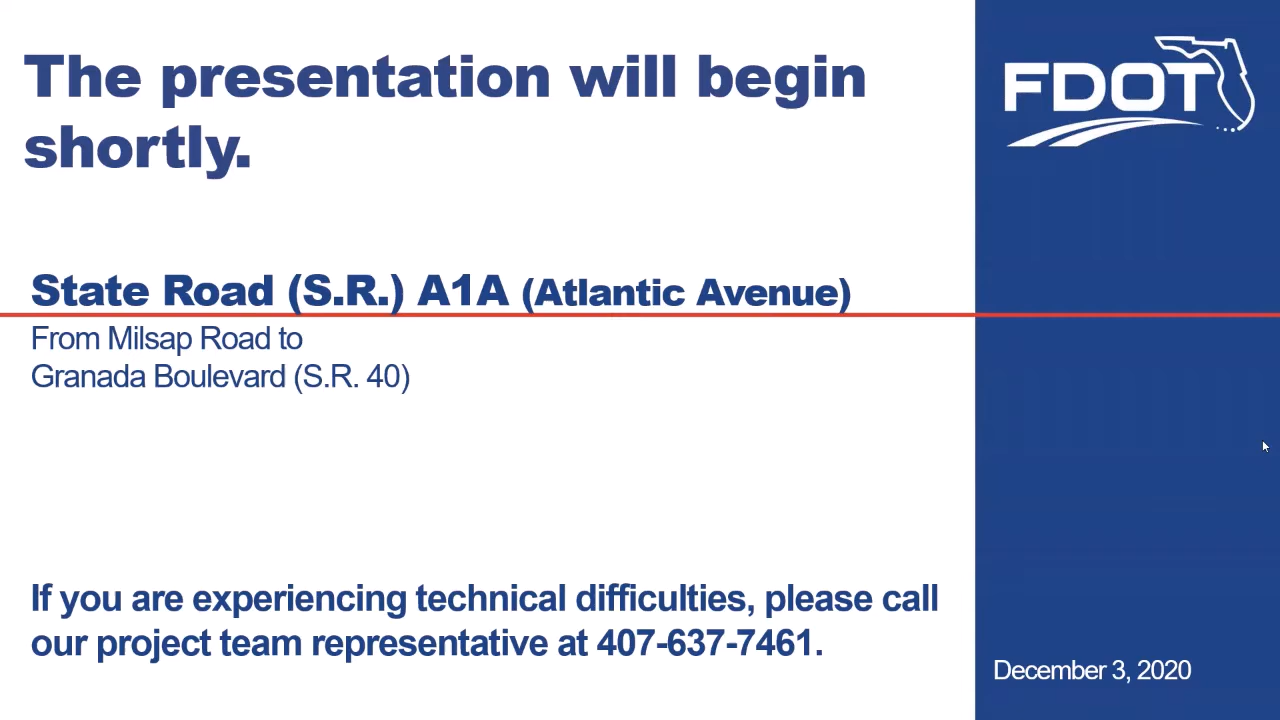 The presentation will begin
shortly.
FDOT
State Road (S.R.) A1A (Atlantic Avenue)
From Milsap Road to
Granada Boulevard (S.R. 40)
If you are experiencing technical difficulties, please call
our project team representative at 407-637-7461.
December 3, 2020